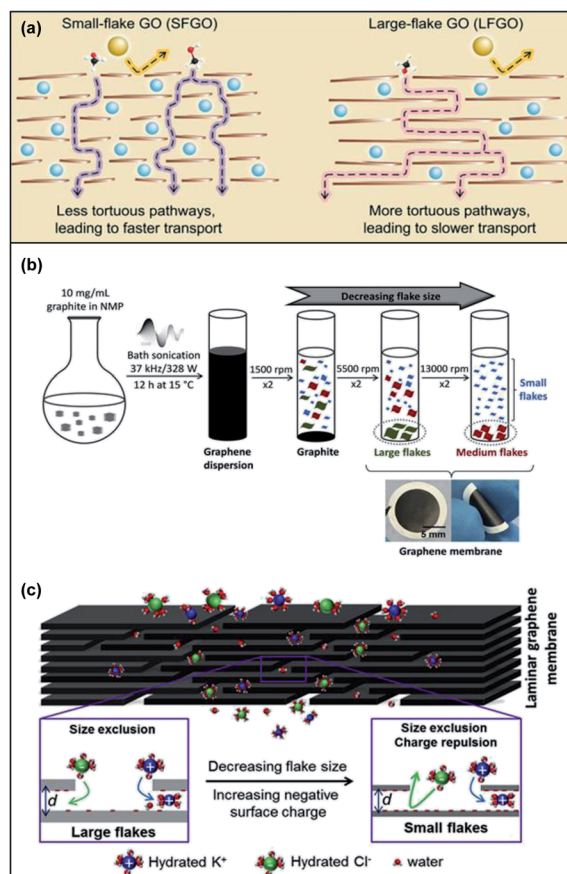 (a)
Small-flake GO (SFGO)
Large-flake GO (LFGO)
Less tortuous pathways,
leading to faster transport
More tortuous pathways,
leading to slower transport
(b)
10 mg/mL
graphite in NMP
Bath sonication
37 kHz/328 W
12 h at 15 °C
Graphene
dispersion
Decreasing flake size
1500 rpm
x2
Graphite
5500 rpm
x2
Large flakes
13000 rpm
x2
Small
flakes
Medium flakes
5 mm
Graphene membrane
(c)
Laminar graphene
membrane
Size exclusion
d
Large flakes
Decreasing flake size
Increasing negative
surface charge
Size exclusion
Charge repulsion
d
Small flakes
Hydrated K+
Hydrated Cl-
water